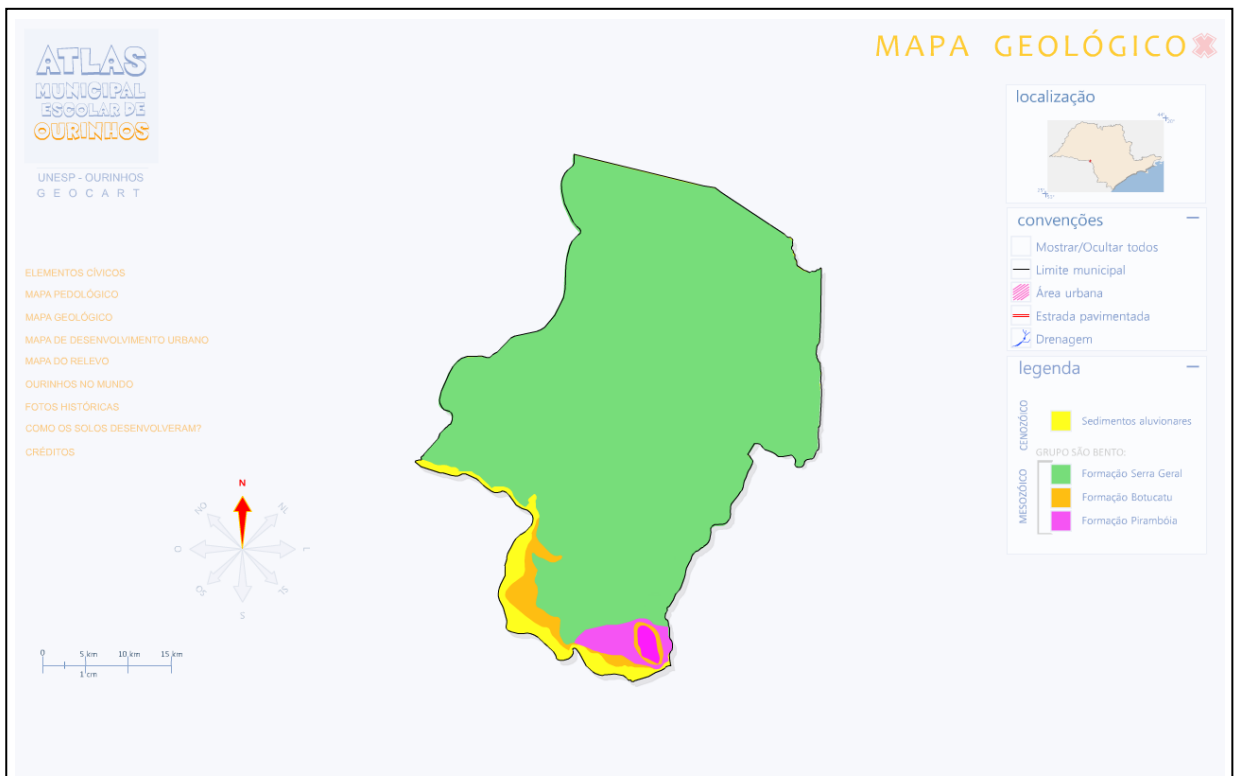 ATLAS
MUNICIPAL
ESCOLAR DE
OURINHOS
UNESP - OURINHOS
GEOCART
MAPA GEOLÓGICO
ELEMENTOS CÍVICOS
MAPA PEDOLÓGICO
MAPA GEOLÓGICO
MAPA DE DESENVOLVIMENTO URBANO
MAPA DO RELEVO
OURINHOS NO MUNDO
FOTOS HISTÓRICAS
COMO OS SOLOS DESENVOLVERAM?
CRÉDITOS
N
NO
NL
O
L
SO
SL
S
0 5 km 10 km 15 km
1 cm
localização
convenções
Mostrar/Ocultar todos
Limite municipal
Área urbana
Estrada pavimentada
Drenagem
legenda
CENOZÓICO
Sedimentos aluvionares
GRUPO SÃO BENTO:
MESOZÓICO
Formação Serra Geral
Formação Botucatu
Formação Pirambóia